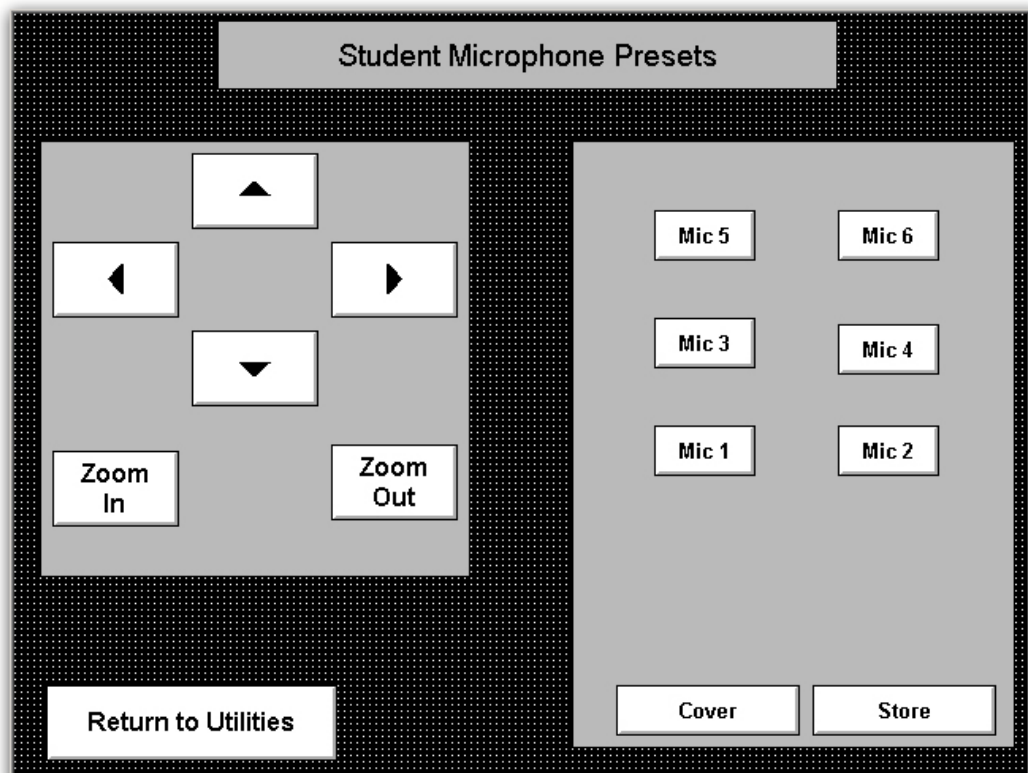 Student Microphone Presets
Mic 5
Mic 6
Mic 3
Mic 4
Mic 1
Mic 2
Zoom
In
Zoom
Out
Return to Utilities
Cover
Store